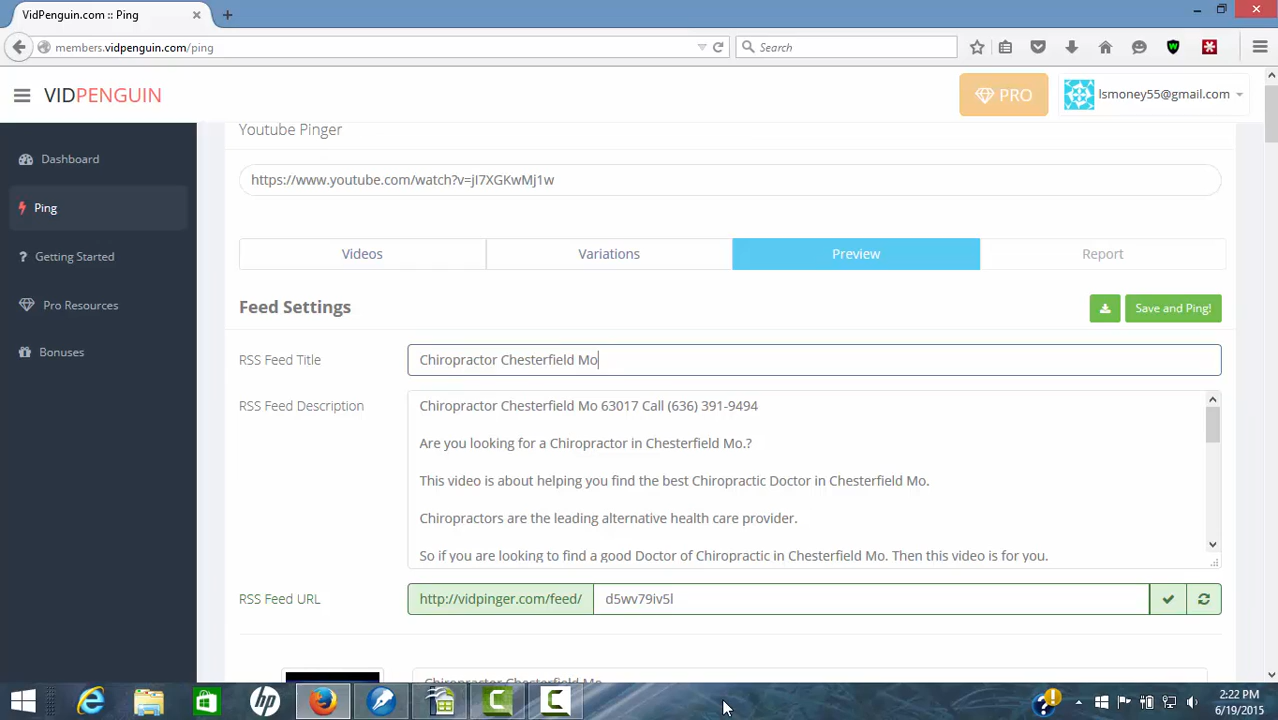 VidPenguin.com :: Ping
members.vidpenguin.com/ping
Search
VIDPENGUIN
PRO
lsmoney55@gmail.com
Dashboard
Ping
Getting Started
Pro Resources
Bonuses
Youtube Pinger
https://www.youtube.com/watch?v=jI7XGKwMj1w
Videos
Variations
Preview
Report
Feed Settings
Save and Ping!
RSS Feed Title
Chiropractor Chesterfield Mo
RSS Feed Description
Chiropractor Chesterfield Mo 63017 Call (636) 391-9494
Are you looking for a Chiropractor in Chesterfield Mo.?
This video is about helping you find the best Chiropractic Doctor in Chesterfield Mo.
Chiropractors are the leading alternative health care provider.
So if you are looking to find a good Doctor of Chiropractic in Chesterfield Mo. Then this video is for you.
RSS Feed URL
http://vidpinger.com/feed/
d5wv79iv5l
Chiropractor Chesterfield Mo
2:22 PM
6/19/2015